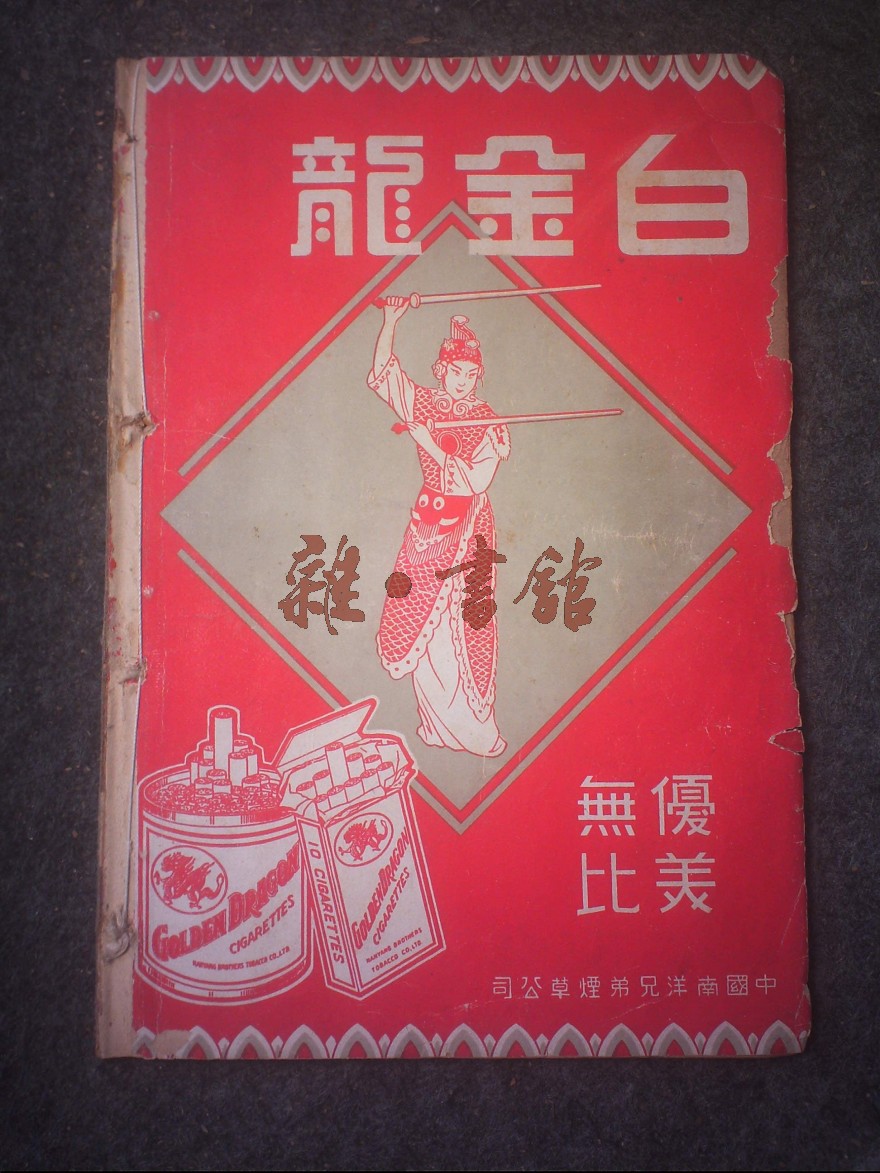 白金龍
雜·書館
優美
無比
GOLDEN DRAGON
CIGARETTES
NANYANG BROTHERS TOBACCO CO., LTD
10 CIGARETTES
GOLDEN DRAGON
CIGARETTES
NANYANG BROTHERS
TOBACCO CO., LTD.
中國南洋兄弟煙草公司